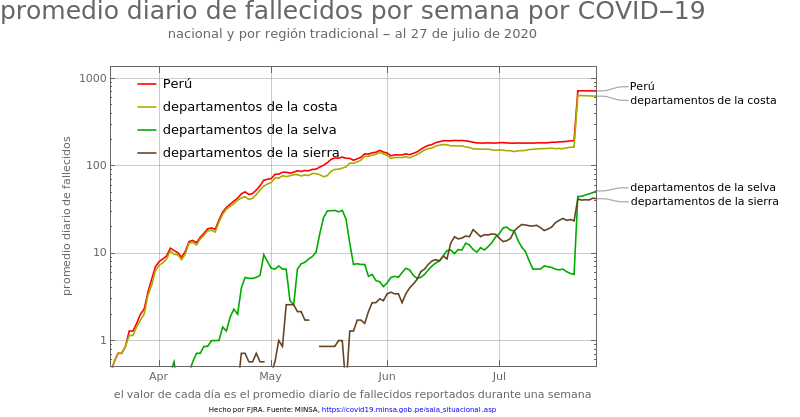 promedio diario de fallecidos por semana por COVID–19
nacional y por región tradicional – al 27 de julio de 2020
promedio diario de fallecidos
1000
100
10
1
Perú
departamentos de la costa
departamentos de la selva
departamentos de la sierra
Perú
departamentos de la costa
departamentos de la selva
departamentos de la sierra
Apr May Jun Jul
el valor de cada día es el promedio diario de fallecidos reportados durante una semana
Hecho por FJRA. Fuente: MINSA, https://covid19.minsa.gob.pe/sala_situacional.asp